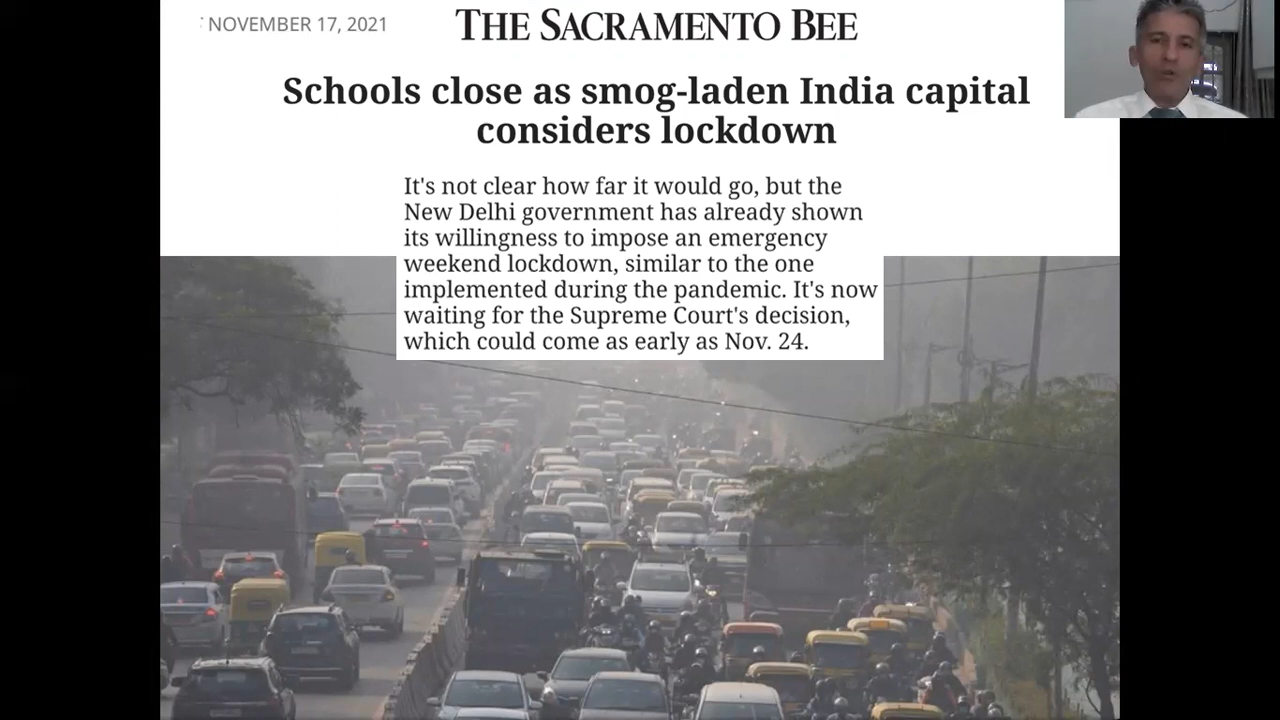 NOVEMBER 17, 2021
THE SACRAMENTO BEE
Schools close as smog-laden India capital
considers lockdown
It's not clear how far it would go, but the
New Delhi government has already shown
its willingness to impose an emergency
weekend lockdown, similar to the one
implemented during the pandemic. It's now
waiting for the Supreme Court's decision,
which could come as early as Nov. 24.